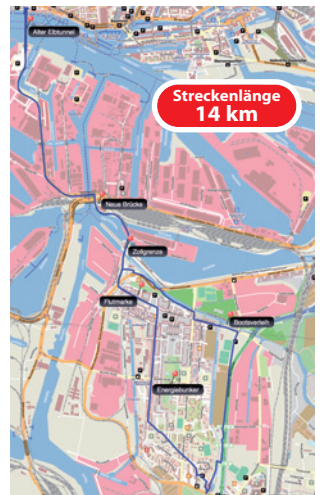 Alter Elbtunnel
Streckenlänge
14 km
Neue Brücke
Zollgrenze
Flutmarke
Bootsverleih
Energiebunker